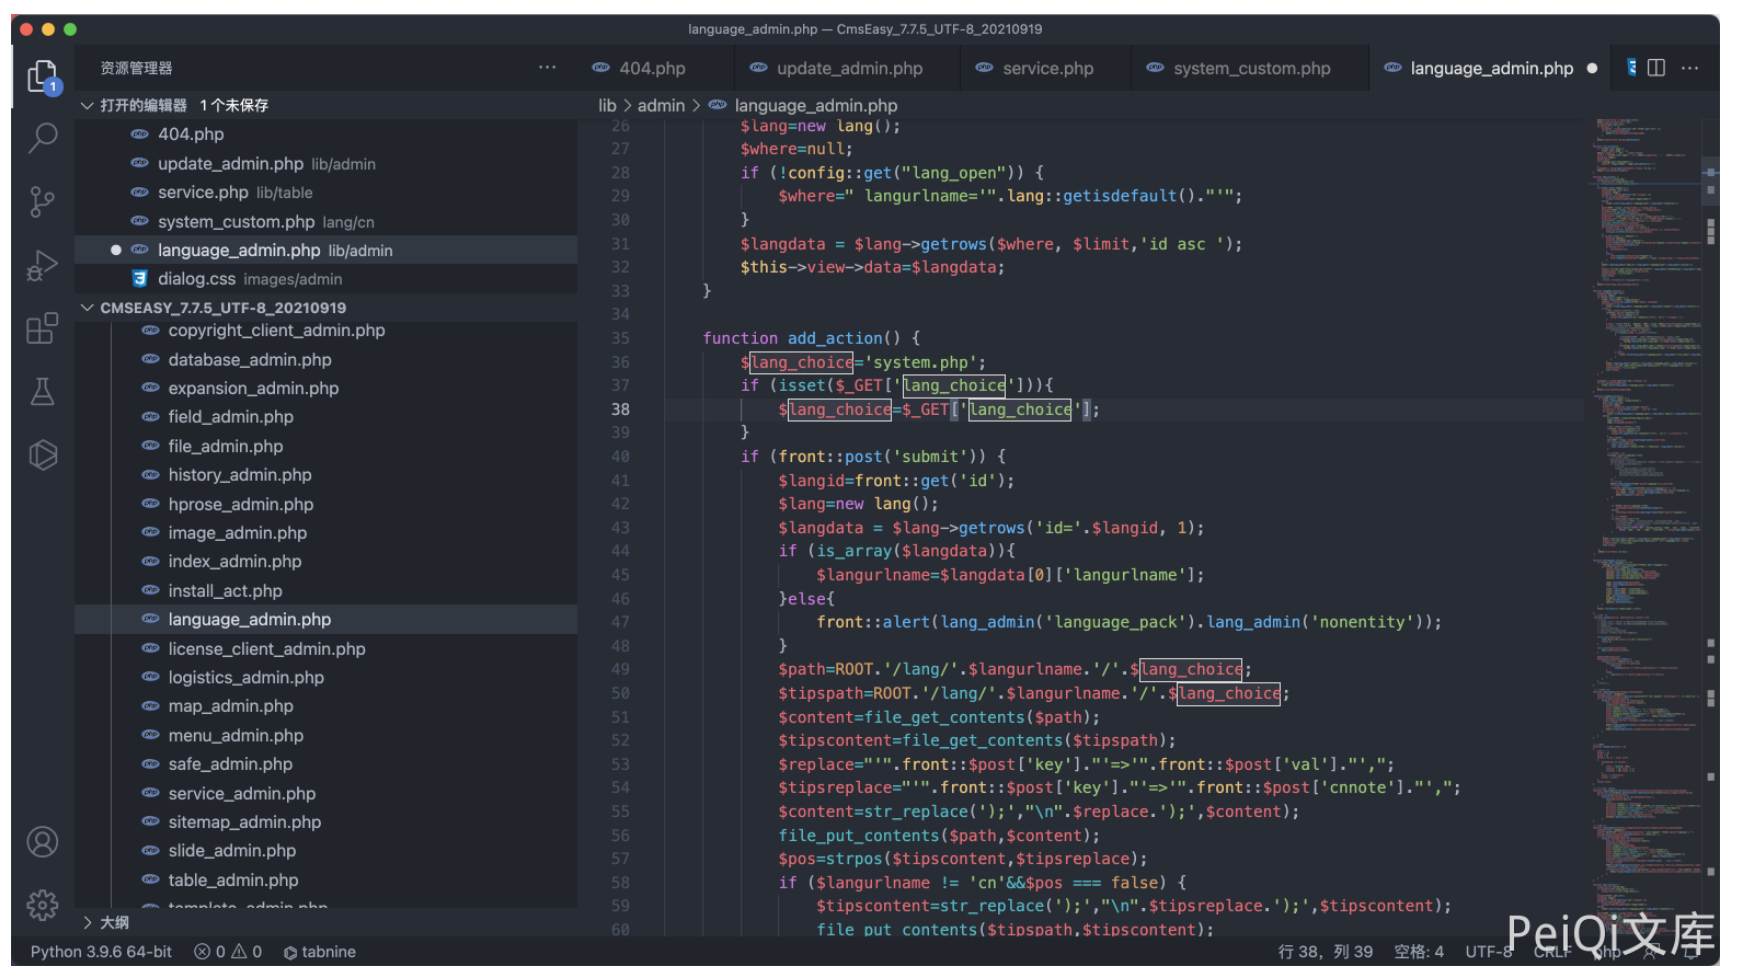 language_admin.php — CmsEasy_7.7.5_UTF-8_20210919
资源管理器 ···
404.php
update_admin.php
service.php
system_custom.php
language_admin.php
打开的编辑器 1个未保存
404.php
update_admin.php lib/admin
service.php lib/table
system_custom.php lang/cn
language_admin.php lib/admin
dialog.css images/admin
CMSEASY_7.7.5_UTF-8_20210919
copyright_client_admin.php
database_admin.php
expansion_admin.php
field_admin.php
file_admin.php
history_admin.php
hprose_admin.php
image_admin.php
index_admin.php
install_act.php
language_admin.php
license_client_admin.php
logistics_admin.php
map_admin.php
menu_admin.php
safe_admin.php
service_admin.php
sitemap_admin.php
slide_admin.php
table_admin.php
template_admin.php
大纲
lib > admin > language_admin.php
26 $lang=new lang();
27 $where=null;
28 if (!config::get("lang_open")) {
29 $where=" langurlname='".lang::getisdefault()."'";
30 }
31 $langdata = $lang->getrows($where, $limit,'id asc ');
32 $this->view->data=$langdata;
33 }
34
35 function add_action() {
36 $lang_choice='system.php';
37 if (isset($_GET['lang_choice'])){
38 $lang_choice=$_GET['lang_choice'];
39 }
40 if (front::post('submit')) {
41 $langid=front::get('id');
42 $lang=new lang();
43 $langdata = $lang->getrows('id='.$langid, 1);
44 if (is_array($langdata)){
45 $langurlname=$langdata[0]['langurlname'];
46 }else{
47 front::alert(lang_admin('language_pack').lang_admin('nonentity'));
48 }
49 $path=ROOT.'/lang/'.$langurlname.'/'.$lang_choice;
50 $tipspath=ROOT.'/lang/'.$langurlname.'/'.$lang_choice;
51 $content=file_get_contents($path);
52 $tipscontent=file_get_contents($tipspath);
53 $replace="'".front::$post['key']."'=>'".front::$post['val']."',";
54 $tipsreplace="'".front::$post['key']."'=>'".front::$post['cnnote']."',";
55 $content=str_replace(');',"\n".$replace.');',$content);
56 file_put_contents($path,$content);
57 $pos=strpos($tipscontent,$tipsreplace);
58 if ($langurlname != 'cn'&&$pos === false) {
59 $tipscontent=str_replace(');',"\n".$tipsreplace.');',$tipscontent);
60 file_put_contents($tipspath,$tipscontent);
Python 3.9.6 64-bit 0 0 tabnine
行 38，列 39 空格: 4 UTF-8 CRLF php
PeiQi文库